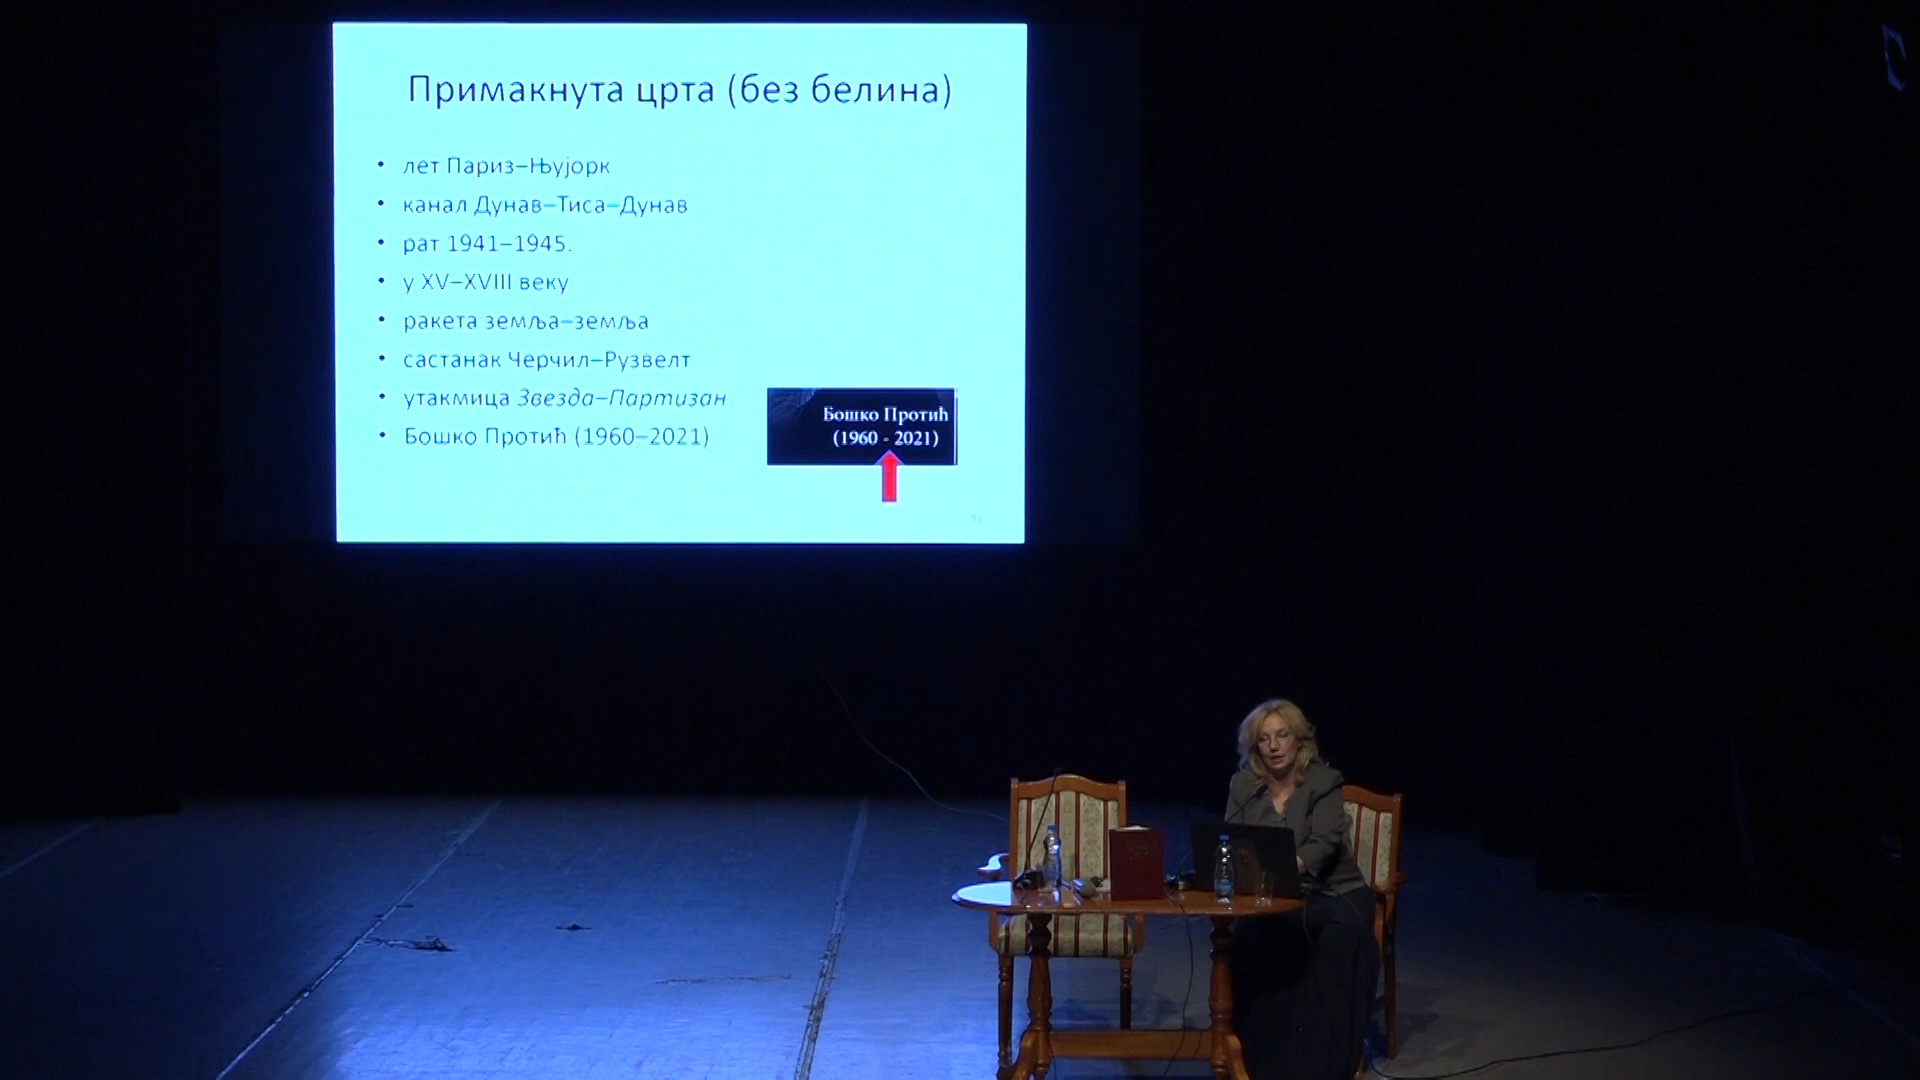 Примакнута црта (без белина)
• лет Париз–Њујорк
• канал Дунав–Тиса–Дунав
• рат 1941–1945.
• у XV–XVIII веку
• ракета земља–земља
• састанак Черчил–Рузвелт
• утакмица Звезда–Партизан
• Бошко Протић (1960–2021)
Бошко Протић
(1960 - 2021)
51